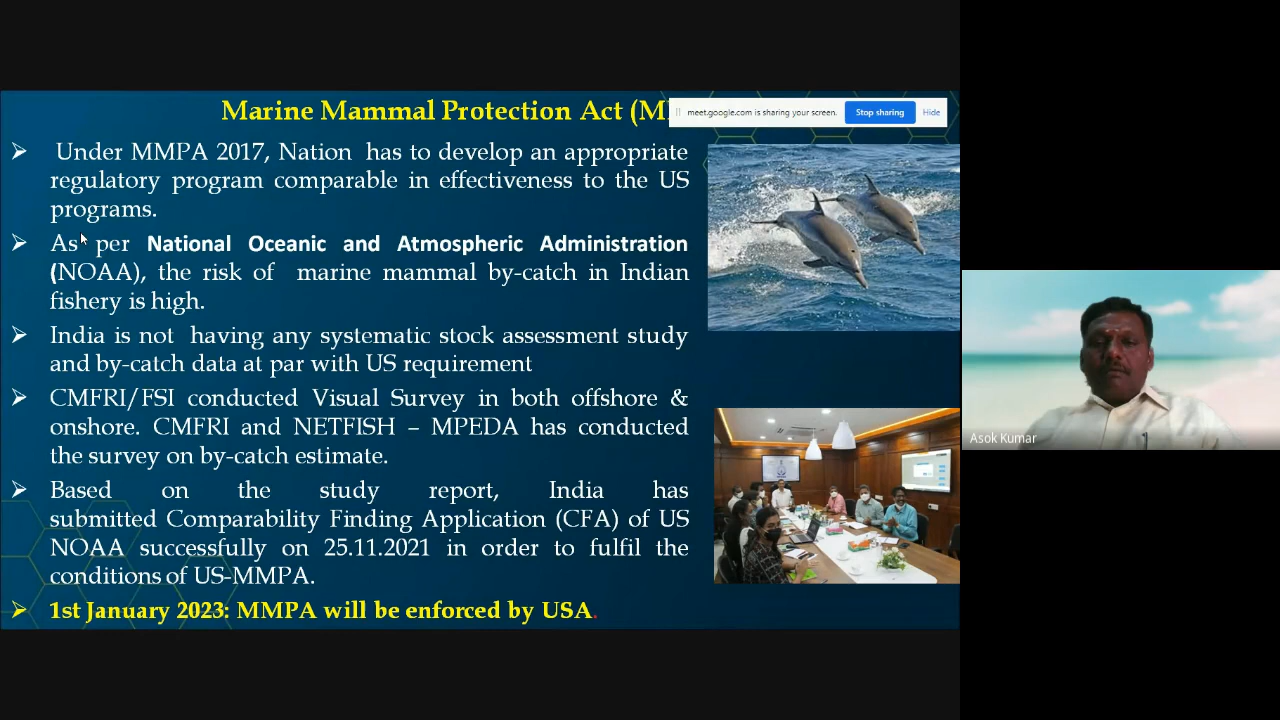 Marine Mammal Protection Act (M
meet.google.com is sharing your screen.
Stop sharing
Hide
➢ Under MMPA 2017, Nation has to develop an appropriate
regulatory program comparable in effectiveness to the US
programs.
➢ As per National Oceanic and Atmospheric Administration
(NOAA), the risk of marine mammal by-catch in Indian
fishery is high.
➢ India is not having any systematic stock assessment study
and by-catch data at par with US requirement
➢ CMFRI/FSI conducted Visual Survey in both offshore &
onshore. CMFRI and NETFISH – MPEDA has conducted
the survey on by-catch estimate.
➢ Based on the study report, India has
submitted Comparability Finding Application (CFA) of US
NOAA successfully on 25.11.2021 in order to fulfil the
conditions of US-MMPA.
➢ 1st January 2023: MMPA will be enforced by USA.
Asok Kumar